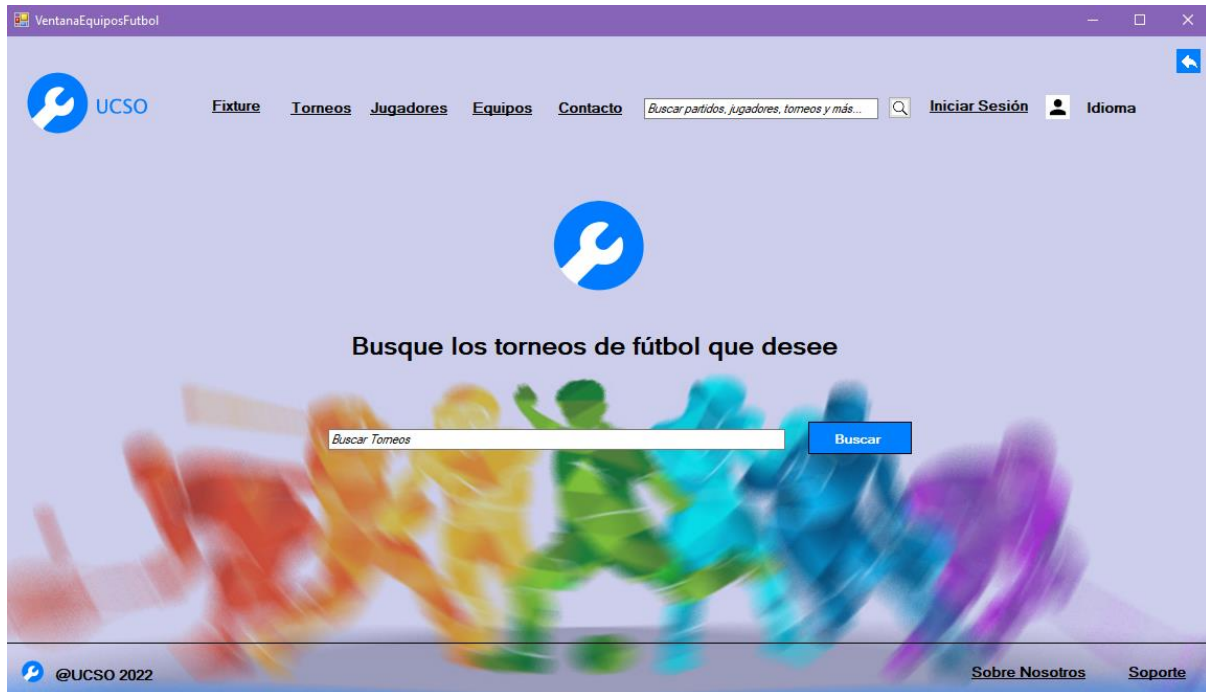 VentanaEquiposFutbol
UCSO
Fixture Torneos Jugadores Equipos Contacto Buscar partidos, jugadores, torneos y más... Iniciar Sesión Idioma
Busque los torneos de fútbol que desee
Buscar Torneos Buscar
@UCSO 2022 Sobre Nosotros Soporte